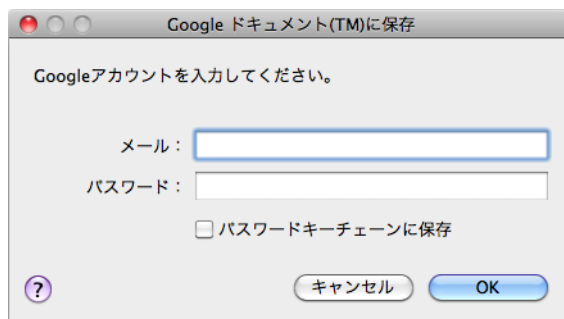 Google ドキュメント(TM)に保存
Googleアカウントを入力してください。
メール：
パスワード：
パスワードキーチェーンに保存
? キャンセル OK